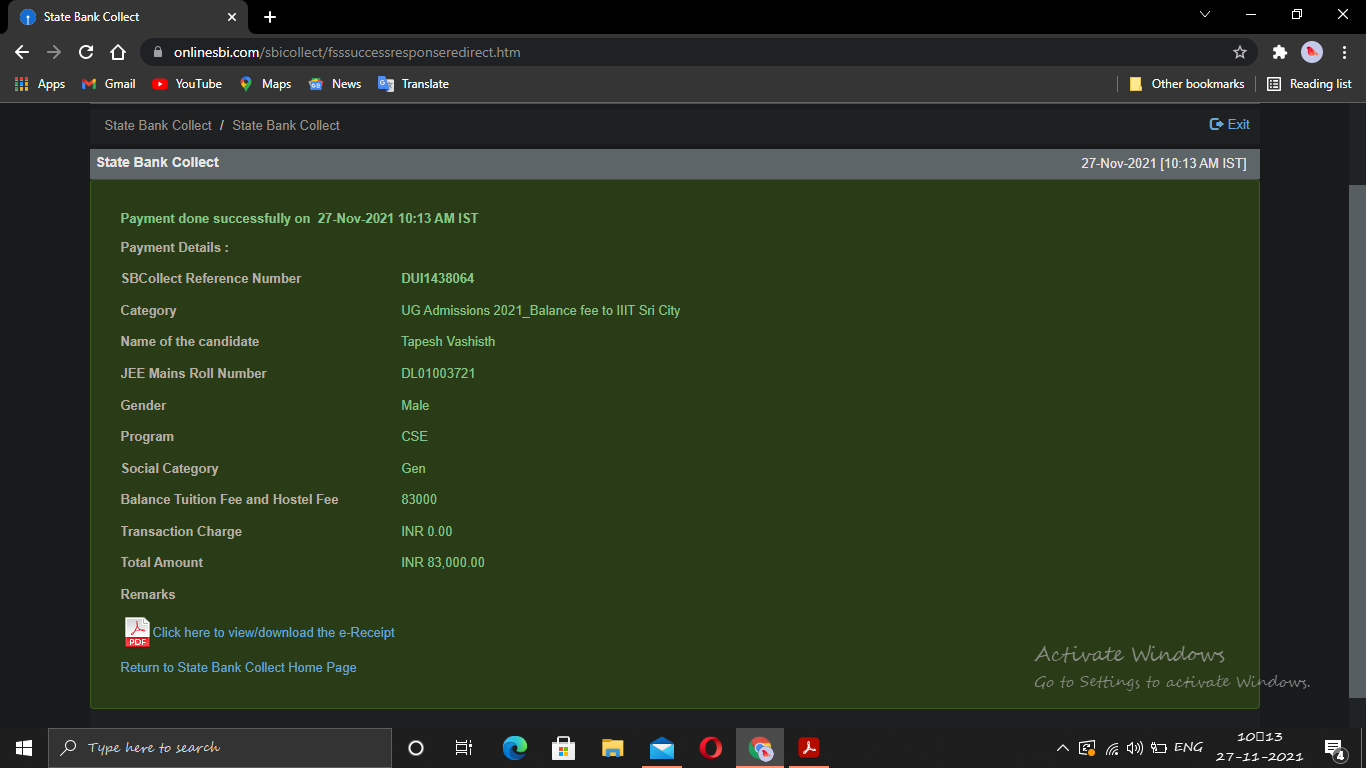 State Bank Collect
onlinesbi.com/sbicollect/fsssuccessresponseredirect.htm
Apps Gmail YouTube Maps News Translate Other bookmarks Reading list
State Bank Collect / State Bank Collect Exit
State Bank Collect 27-Nov-2021 [10:13 AM IST]
Payment done successfully on 27-Nov-2021 10:13 AM IST
Payment Details :
SBCollect Reference Number DUI1438064
Category UG Admissions 2021_Balance fee to IIIT Sri City
Name of the candidate Tapesh Vashisth
JEE Mains Roll Number DL01003721
Gender Male
Program CSE
Social Category Gen
Balance Tuition Fee and Hostel Fee 83000
Transaction Charge INR 0.00
Total Amount INR 83,000.00
Remarks
PDF Click here to view/download the e-Receipt
Return to State Bank Collect Home Page
Activate Windows
Go to Settings to activate Windows.
Type here to search ENG 10▯13
27-11-2021 4